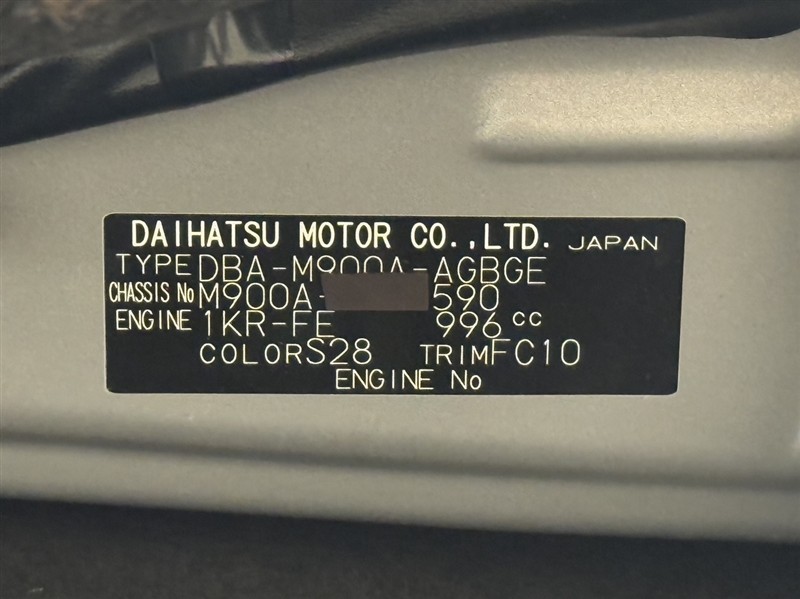 DAIHATSU MOTOR CO.,LTD. JAPAN
TYPE DBA-M900A-AGBGE
CHASSIS No M900A- 590
ENGINE 1KR-FE 996 cc
COLOR S28 TRIM FC10
ENGINE No